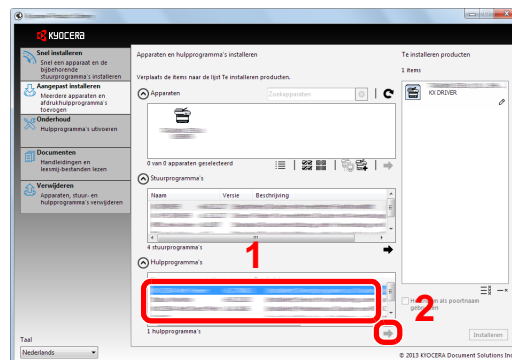 KYOCERA
Snel installeren
Snel een apparaat en de
bijbehorende
stuurprogramma's installeren
Aangepast installeren
Meerdere apparaten en
afdrukhulpprogramma's
toevoegen
Onderhoud
Hulpprogramma's uitvoeren
Documenten
Handleidingen en
leesmij-bestanden lezen
Verwijderen
Apparaten, stuur- en
hulpprogramma's verwijderen
Taal
Nederlands
Apparaten en hulpprogramma's installeren
Verplaats de items naar de lijst Te installeren producten.
Apparaten
Zoekapparaten
0 van 0 apparaten geselecteerd
Stuurprogramma's
Naam Versie Beschrijving
4 stuurprogramma's
1
Hulpprogramma's
1 hulpprogramma's
2
Te installeren producten
1 items
KX DRIVER
als poortnaam
Installeren
© 2013 KYOCERA Document Solutions Inc.